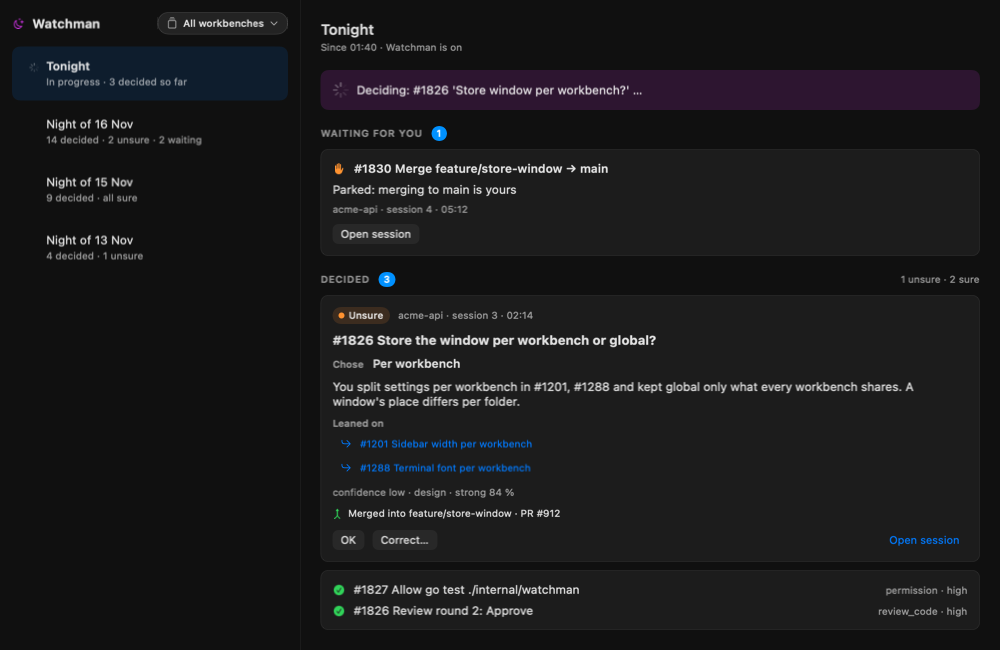 Watchman
All workbenches
Tonight
In progress · 3 decided so far
Night of 16 Nov
14 decided · 2 unsure · 2 waiting
Night of 15 Nov
9 decided · all sure
Night of 13 Nov
4 decided · 1 unsure
Tonight
Since 01:40 · Watchman is on
Deciding: #1826 'Store window per workbench?' ...
WAITING FOR YOU 1
#1830 Merge feature/store-window → main
Parked: merging to main is yours
acme-api · session 4 · 05:12
Open session
DECIDED 3
1 unsure · 2 sure
Unsure acme-api · session 3 · 02:14
#1826 Store the window per workbench or global?
Chose Per workbench
You split settings per workbench in #1201, #1288 and kept global only what every workbench shares. A
window's place differs per folder.
Leaned on
#1201 Sidebar width per workbench
#1288 Terminal font per workbench
confidence low · design · strong 84 %
Merged into feature/store-window · PR #912
OK Correct... Open session
#1827 Allow go test ./internal/watchman permission · high
#1826 Review round 2: Approve review_code · high